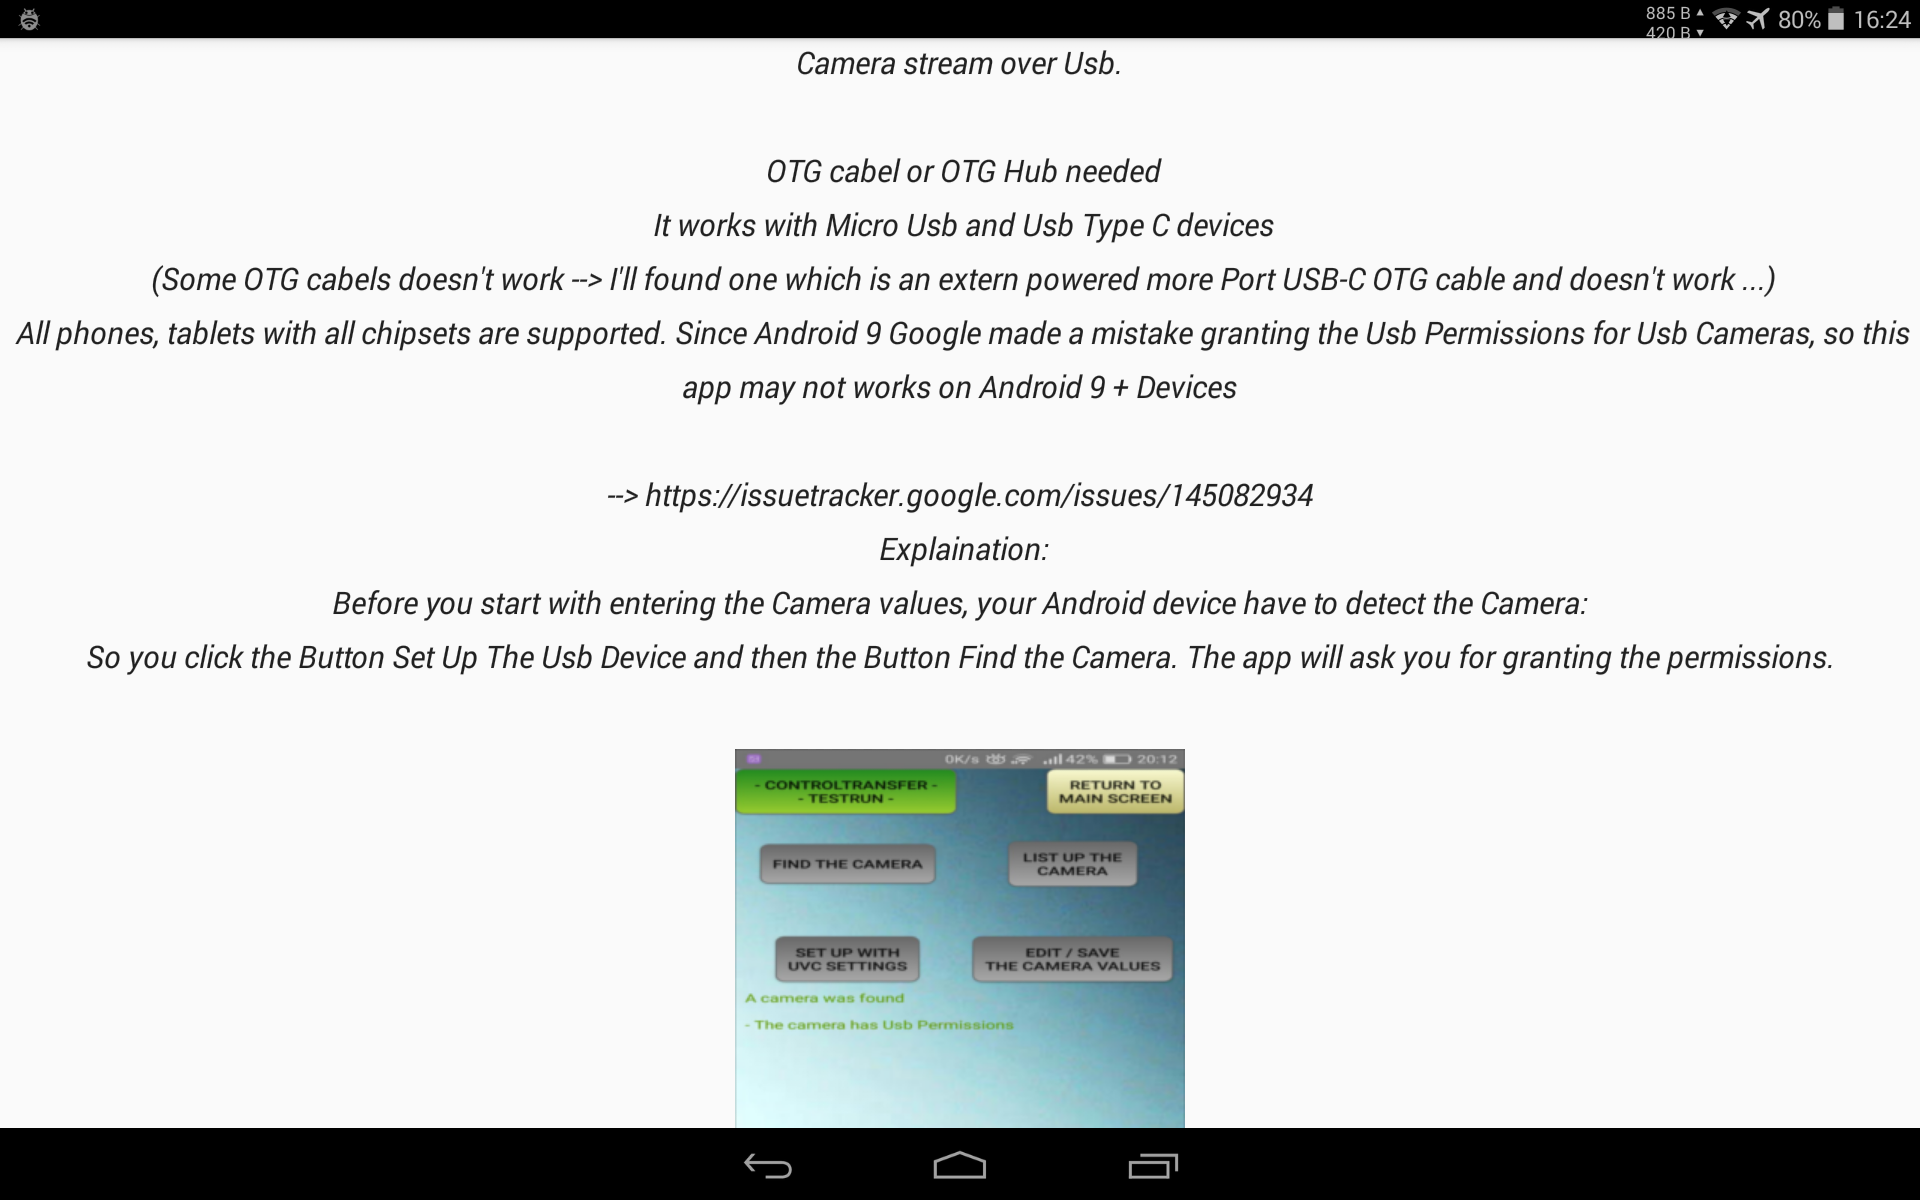 885 B
420 B
80%
16:24
Camera stream over Usb.
OTG cabel or OTG Hub needed
It works with Micro Usb and Usb Type C devices
(Some OTG cabels doesn't work --> I'll found one which is an extern powered more Port USB-C OTG cable and doesn't work ...)
All phones, tablets with all chipsets are supported. Since Android 9 Google made a mistake granting the Usb Permissions for Usb Cameras, so this
app may not works on Android 9 + Devices
--> https://issuetracker.google.com/issues/145082934
Explaination:
Before you start with entering the Camera values, your Android device have to detect the Camera:
So you click the Button Set Up The Usb Device and then the Button Find the Camera. The app will ask you for granting the permissions.
0K/s 42% 20:12
- CONTROLTRANSFER -
- TESTRUN -
RETURN TO
MAIN SCREEN
FIND THE CAMERA
LIST UP THE
CAMERA
SET UP WITH
UVC SETTINGS
EDIT / SAVE
THE CAMERA VALUES
A camera was found
- The camera has Usb Permissions